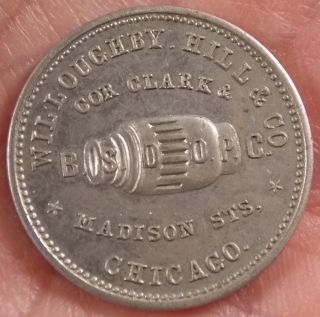 WILLOUGHBY, HILL & CO
COR CLARK &
B.S.O.O.P.C.
* MADISON STS, *
CHICAGO.